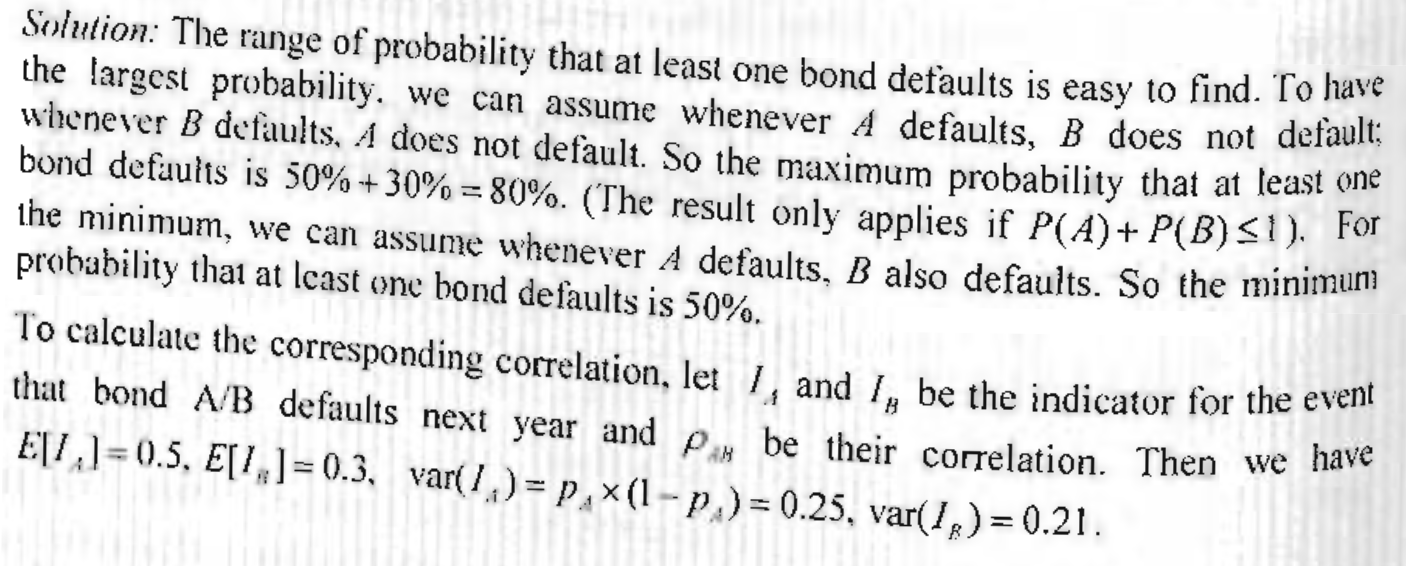 Solution: The range of probability that at least one bond defaults is easy to find. To have
the largest probability, we can assume whenever A defaults, B does not default;
whenever B defaults, A does not default. So the maximum probability that at least one
bond defaults is 50% + 30% = 80%. (The result only applies if P(A) + P(B) ≤ 1). For
the minimum, we can assume whenever A defaults, B also defaults. So the minimum
probability that at least one bond defaults is 50%.
To calculate the corresponding correlation, let I_A and I_B be the indicator for the event
that bond A/B defaults next year and ρ_AB be their correlation. Then we have
E[I_A] = 0.5, E[I_B] = 0.3, var(I_A) = p_A × (1 − p_A) = 0.25, var(I_B) = 0.21.